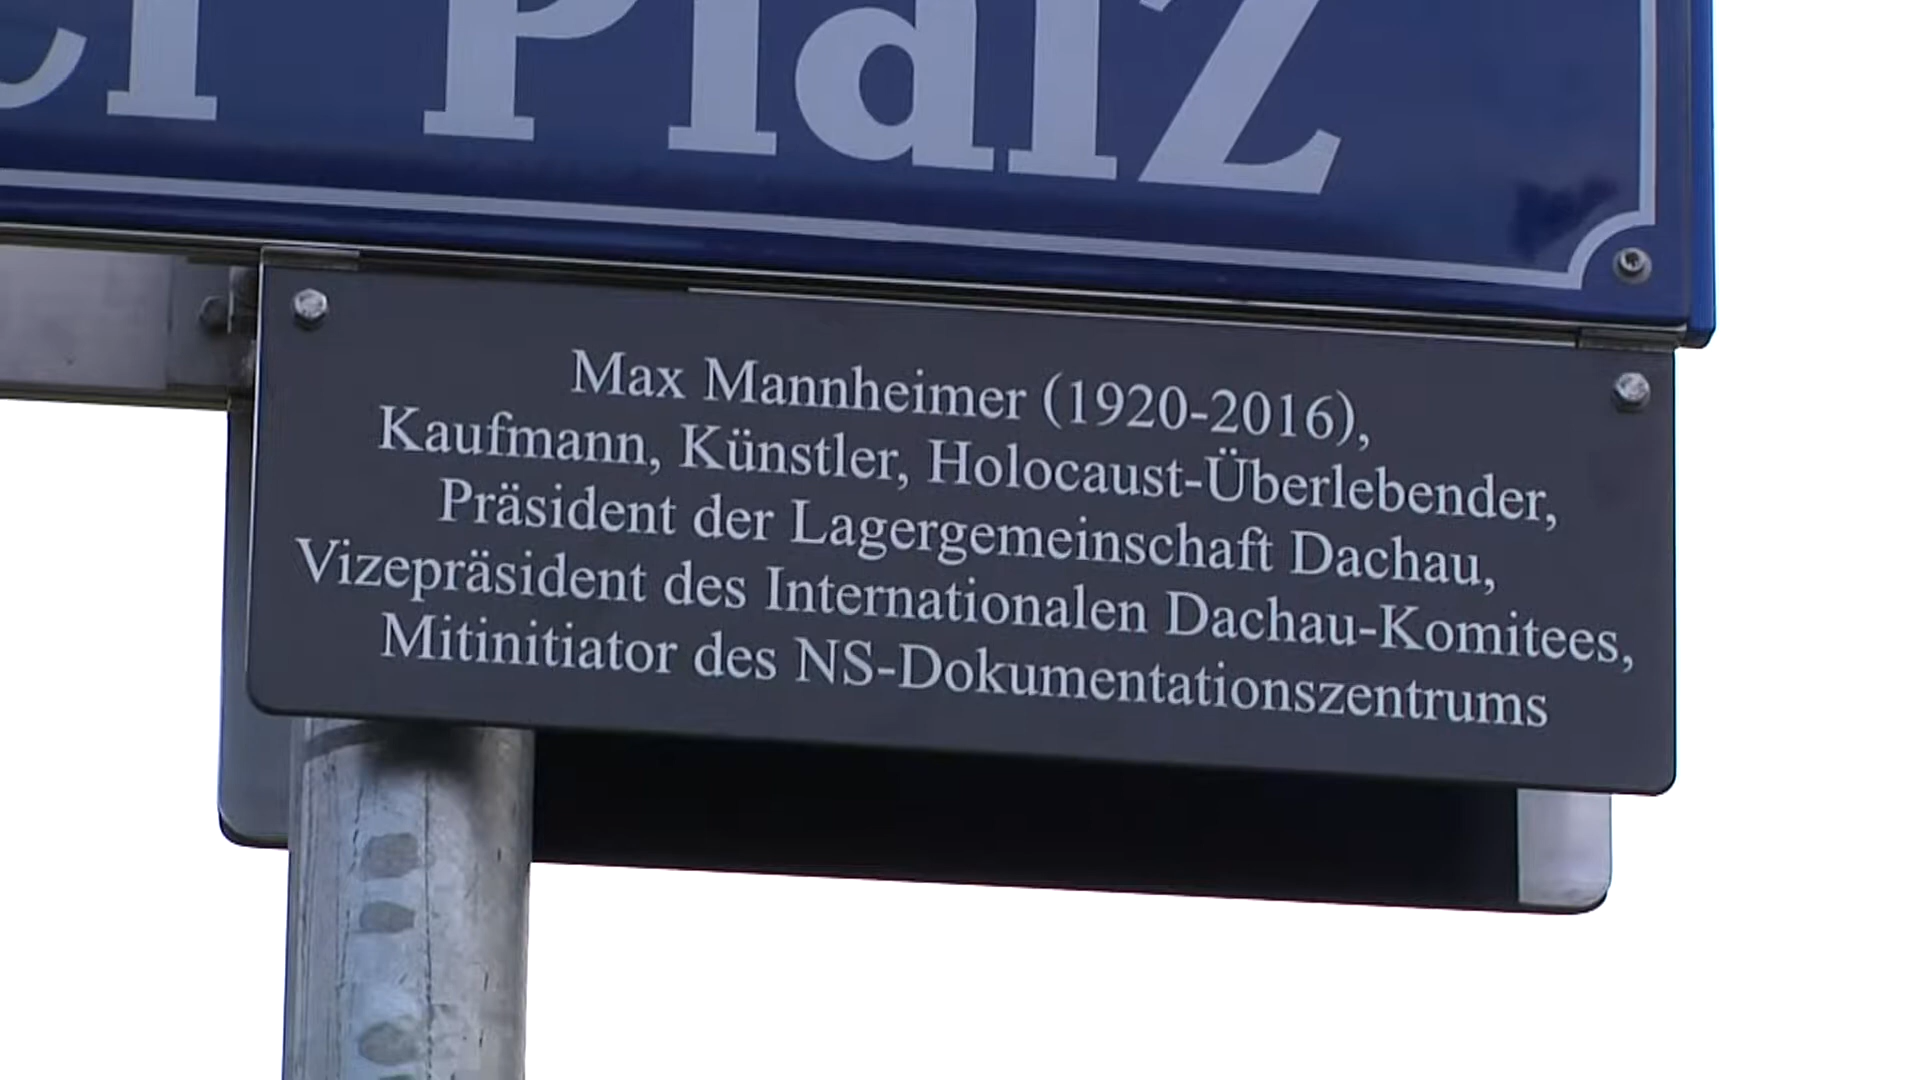 er Platz
Max Mannheimer (1920-2016),
Kaufmann, Künstler, Holocaust-Überlebender,
Präsident der Lagergemeinschaft Dachau,
Vizepräsident des Internationalen Dachau-Komitees,
Mitinitiator des NS-Dokumentationszentrums